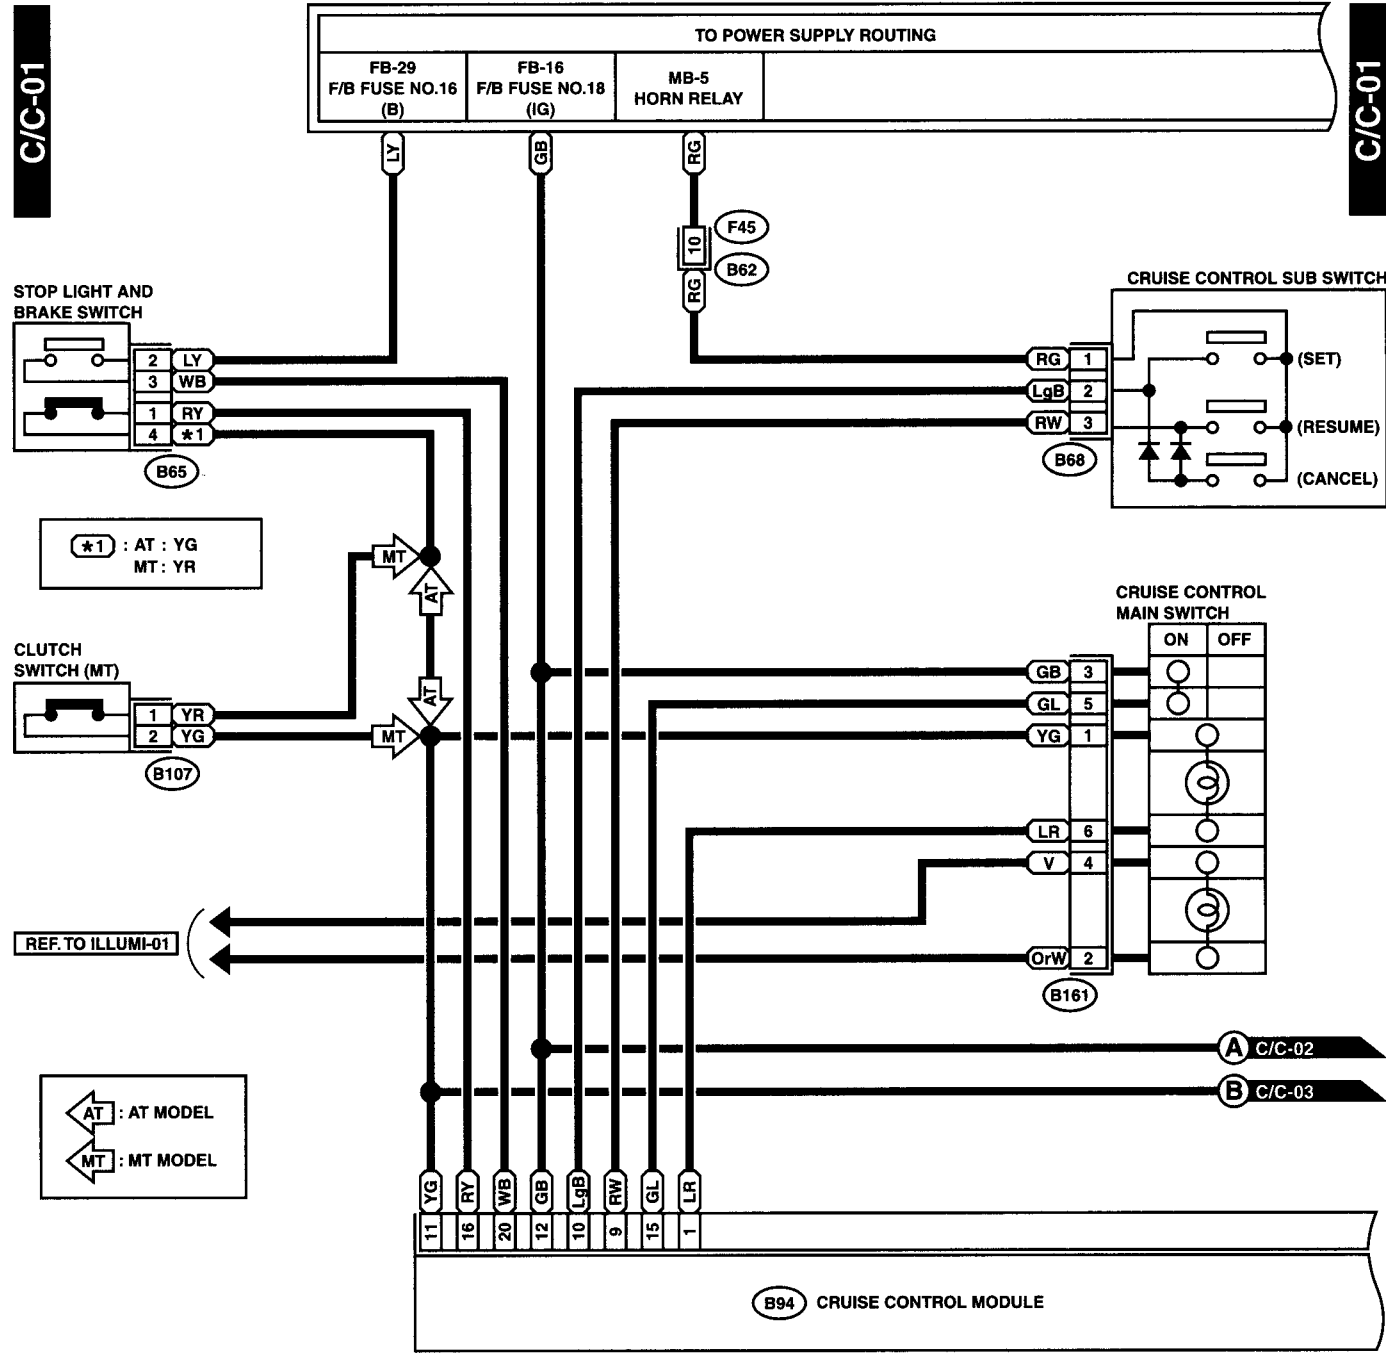 C/C-01
C/C-01
TO POWER SUPPLY ROUTING
FB-29
F/B FUSE NO.16
(B)
FB-16
F/B FUSE NO.18
(IG)
MB-5
HORN RELAY
LY
GB
RG
10
F45
B62
RG
STOP LIGHT AND
BRAKE SWITCH
2 LY
3 WB
1 RY
4 *1
B65
CRUISE CONTROL SUB SWITCH
RG 1
LgB 2
RW 3
B68
(SET)
(RESUME)
(CANCEL)
*1 : AT : YG
MT : YR
MT
AT
CLUTCH
SWITCH (MT)
1 YR
2 YG
B107
AT
MT
CRUISE CONTROL
MAIN SWITCH
ON OFF
GB 3
GL 5
YG 1
LR 6
V 4
OrW 2
B161
REF. TO ILLUMI-01
A C/C-02
B C/C-03
AT : AT MODEL
MT : MT MODEL
YG RY WB GB LgB RW GL LR
11 16 20 12 10 9 15 1
B94 CRUISE CONTROL MODULE